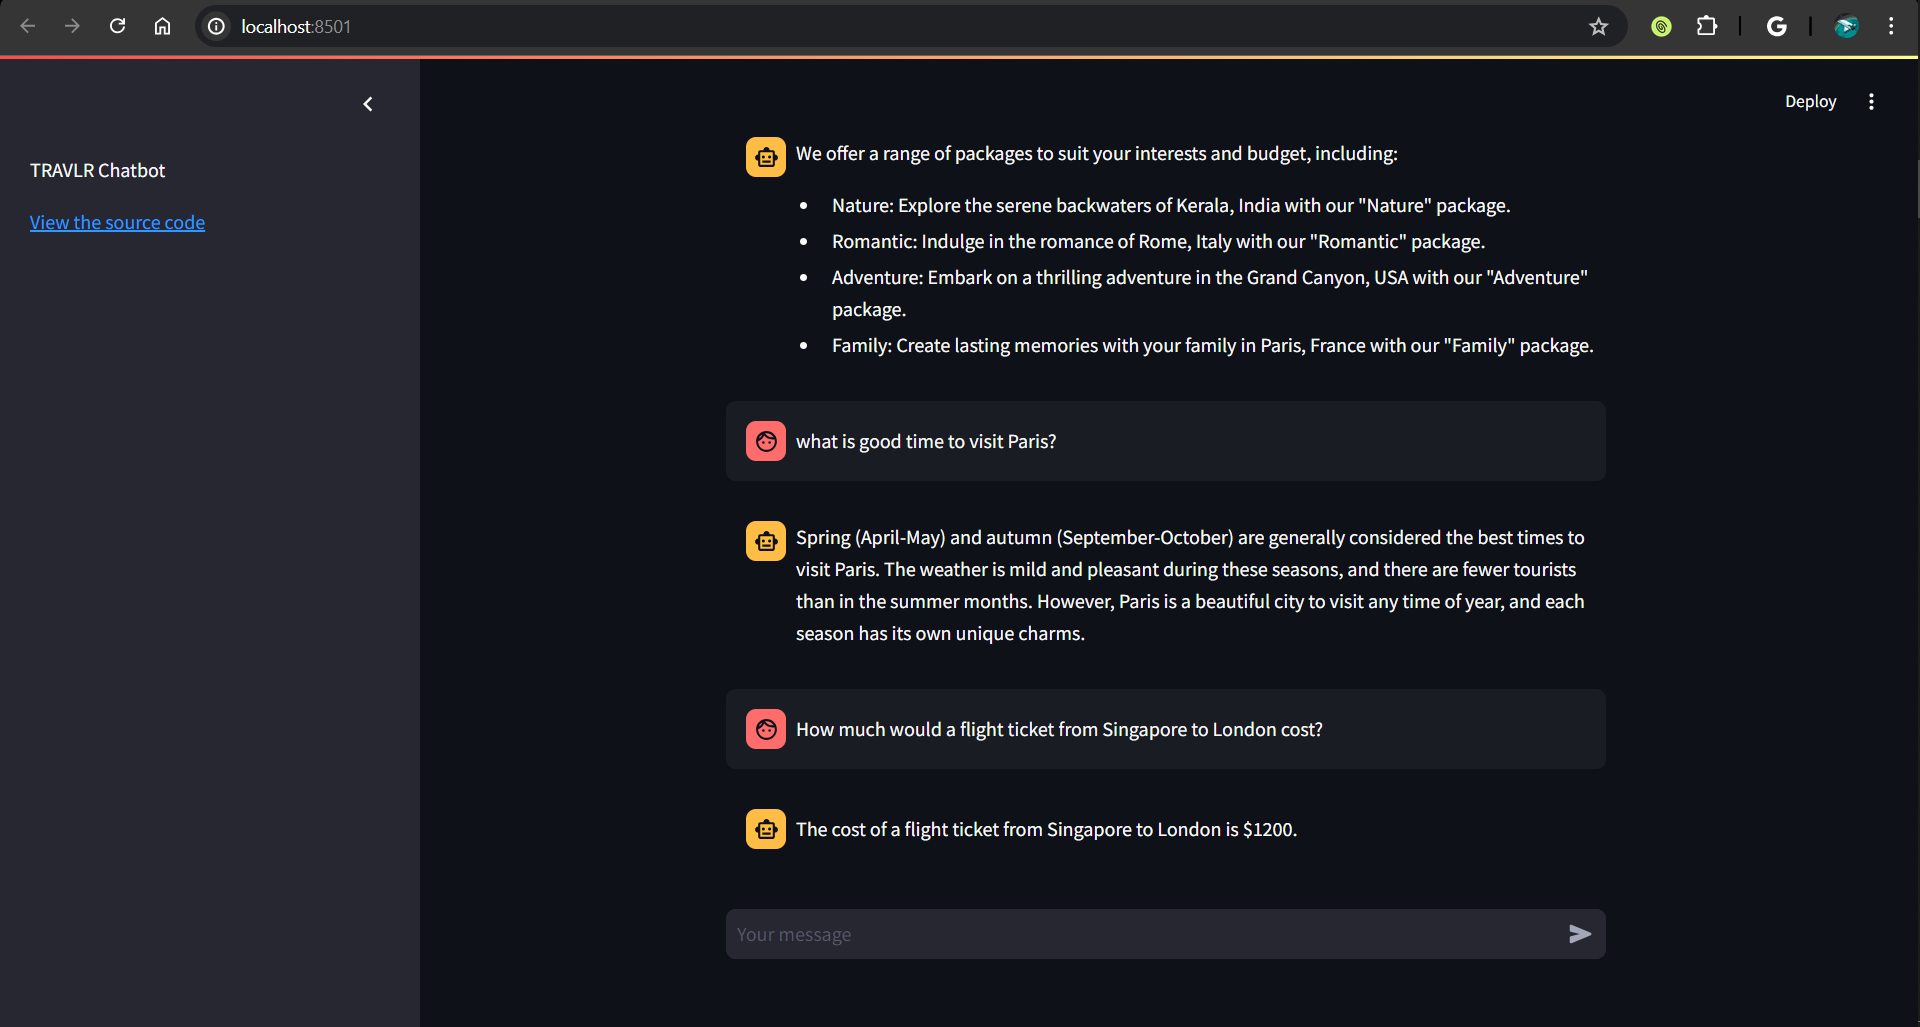 localhost:8501
Deploy
TRAVLR Chatbot
View the source code
We offer a range of packages to suit your interests and budget, including:
• Nature: Explore the serene backwaters of Kerala, India with our "Nature" package.
• Romantic: Indulge in the romance of Rome, Italy with our "Romantic" package.
• Adventure: Embark on a thrilling adventure in the Grand Canyon, USA with our "Adventure"
package.
• Family: Create lasting memories with your family in Paris, France with our "Family" package.
what is good time to visit Paris?
Spring (April-May) and autumn (September-October) are generally considered the best times to
visit Paris. The weather is mild and pleasant during these seasons, and there are fewer tourists
than in the summer months. However, Paris is a beautiful city to visit any time of year, and each
season has its own unique charms.
How much would a flight ticket from Singapore to London cost?
The cost of a flight ticket from Singapore to London is $1200.
Your message